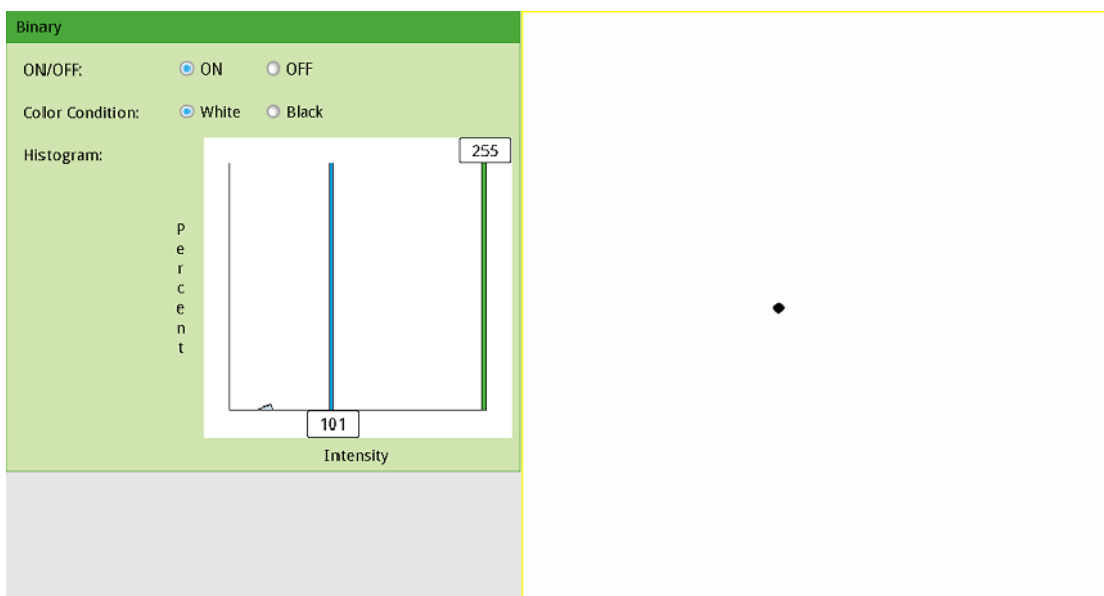 Binary
ON/OFF: ON OFF
Color Condition: White Black
Histogram:
255
Percent
101
Intensity